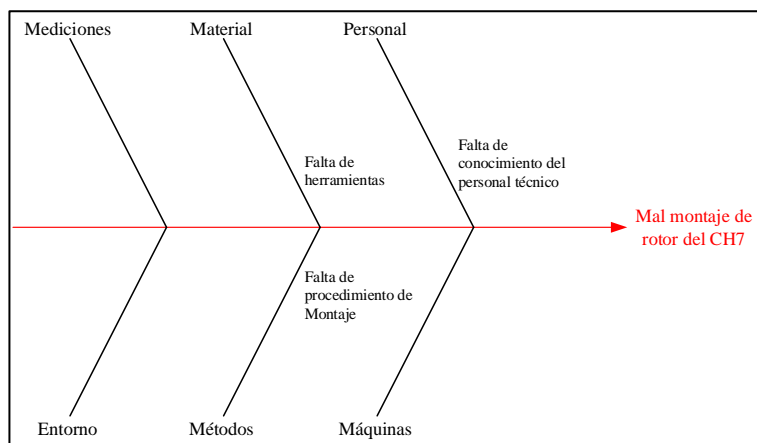 Mediciones
Material
Personal
Falta de
herramientas
Falta de
conocimiento del
personal técnico
Mal montaje de
rotor del CH7
Falta de
procedimiento de
Montaje
Entorno
Métodos
Máquinas